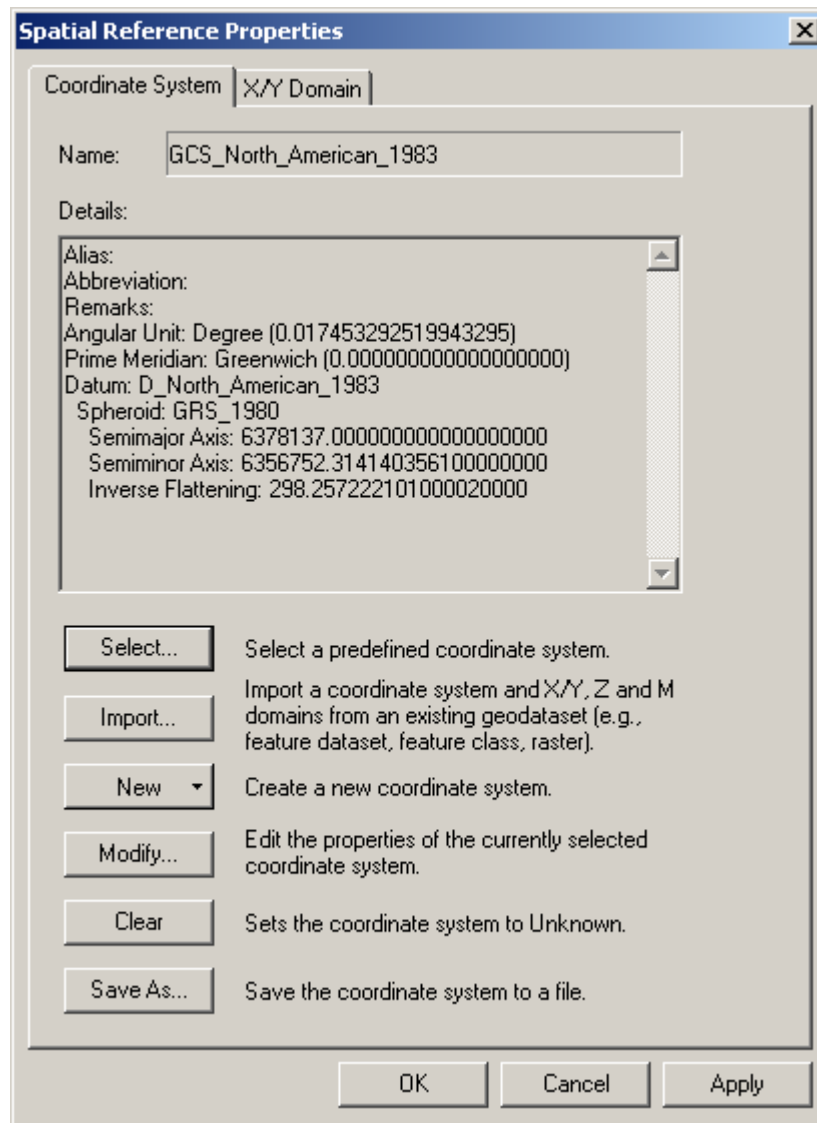 Spatial Reference Properties
Coordinate System
X/Y Domain
Name:
GCS_North_American_1983
Details:
Alias:
Abbreviation:
Remarks:
Angular Unit: Degree (0.017453292519943295)
Prime Meridian: Greenwich (0.000000000000000000)
Datum: D_North_American_1983
Spheroid: GRS_1980
Semimajor Axis: 6378137.000000000000000000
Semiminor Axis: 6356752.314140356100000000
Inverse Flattening: 298.257222101000020000
Select...
Select a predefined coordinate system.
Import...
Import a coordinate system and X/Y, Z and M
domains from an existing geodataset (e.g.,
feature dataset, feature class, raster).
New
Create a new coordinate system.
Modify...
Edit the properties of the currently selected
coordinate system.
Clear
Sets the coordinate system to Unknown.
Save As...
Save the coordinate system to a file.
OK
Cancel
Apply